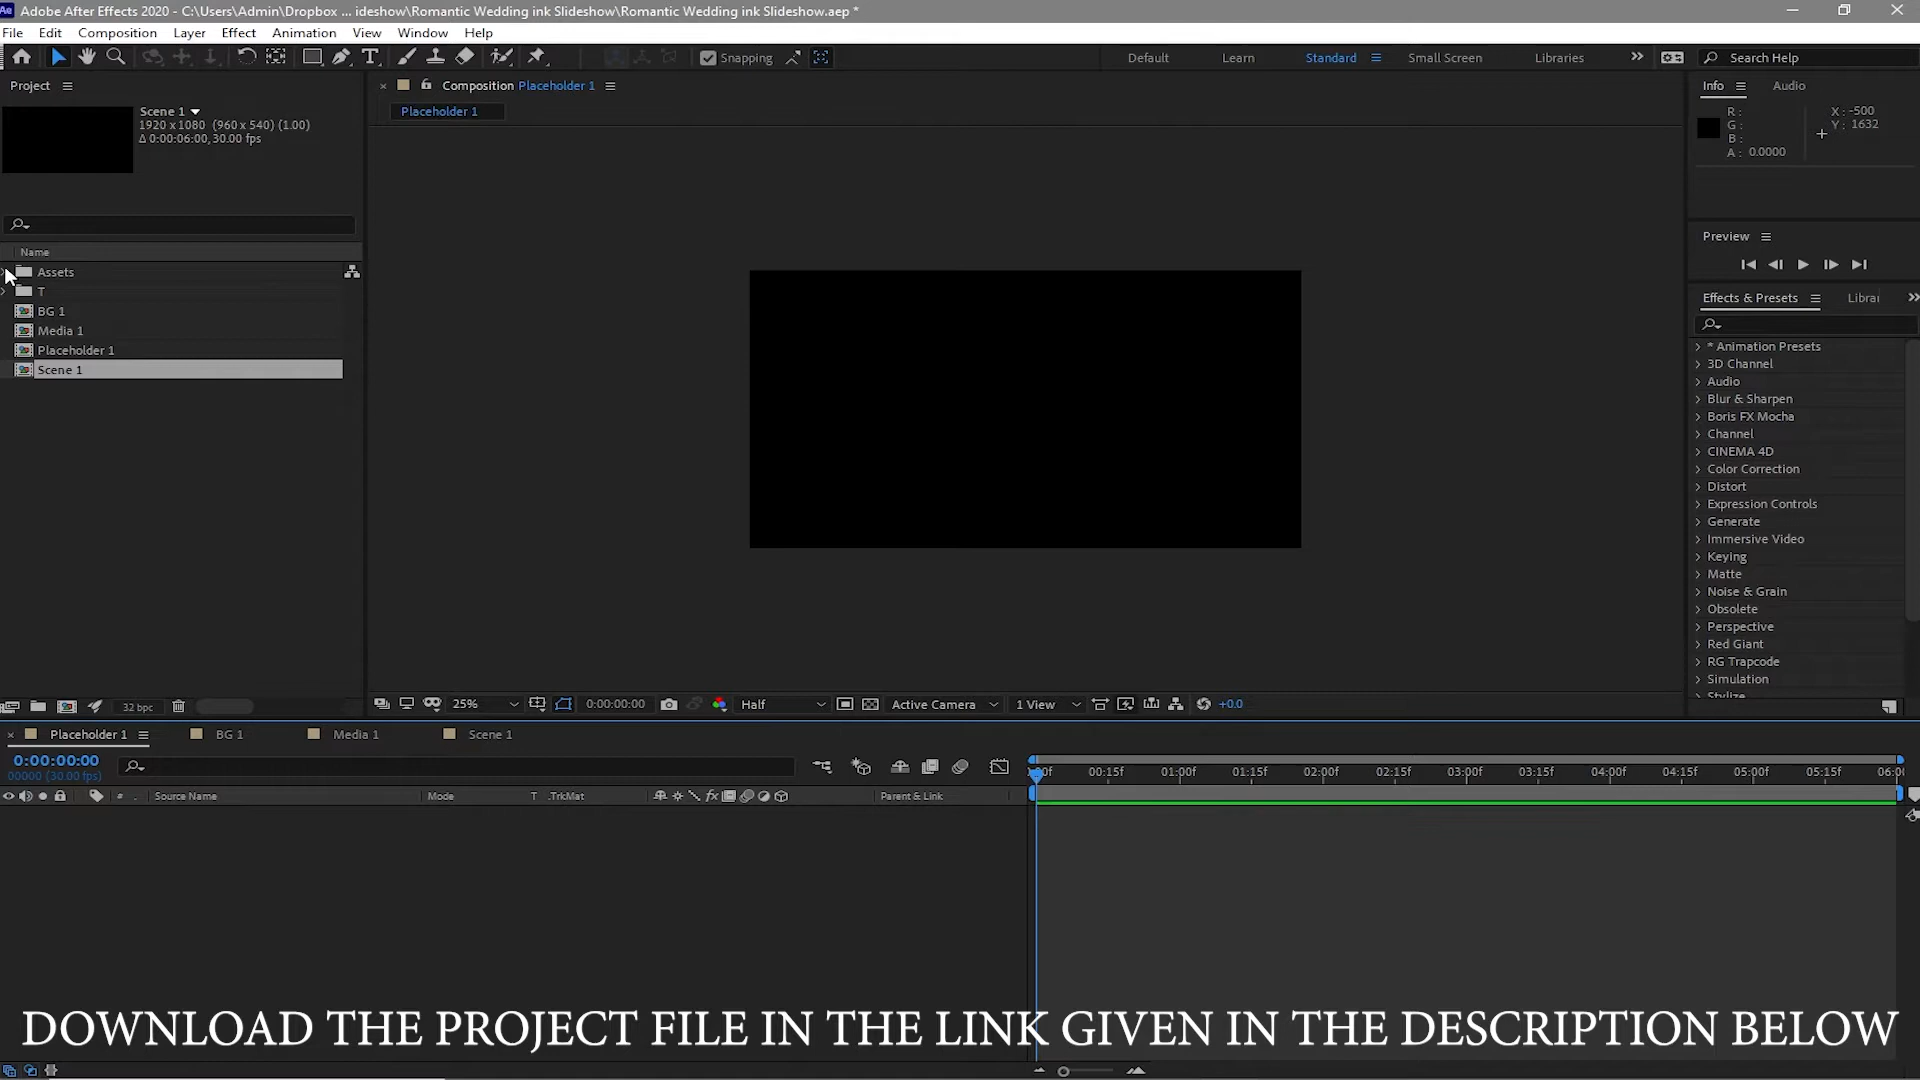 Ae Adobe After Effects 2020 - C:\Users\Admin\Dropbox ... ideshow\Romantic Wedding ink Slideshow\Romantic Wedding ink Slideshow.aep *
File Edit Composition Layer Effect Animation View Window Help
Snapping Default Learn Standard Small Screen Libraries Search Help
Project
Composition Placeholder 1
Info Audio
Scene 1
1920 x 1080 (960 x 540) (1.00)
Δ 0:00:06:00, 30.00 fps
Placeholder 1
R :
G :
B :
A : 0.0000
X : -500
Y : 1632
Preview
Name
Assets
T
BG 1
Media 1
Placeholder 1
Scene 1
Effects & Presets Librai
* Animation Presets
3D Channel
Audio
Blur & Sharpen
Boris FX Mocha
Channel
CINEMA 4D
Color Correction
Distort
Expression Controls
Generate
Immersive Video
Keying
Matte
Noise & Grain
Obsolete
Perspective
Red Giant
RG Trapcode
Simulation
Stylize
32 bpc
25% 0:00:00:00 Half Active Camera 1 View +0.0
Placeholder 1 BG 1 Media 1 Scene 1
0:00:00:00
00000 (30.00 fps)
00:15f 01:00f 01:15f 02:00f 02:15f 03:00f 03:15f 04:00f 04:15f 05:00f 05:15f 06:0
# Source Name Mode T .TrkMat fx Parent & Link
DOWNLOAD THE PROJECT FILE IN THE LINK GIVEN IN THE DESCRIPTION BELOW